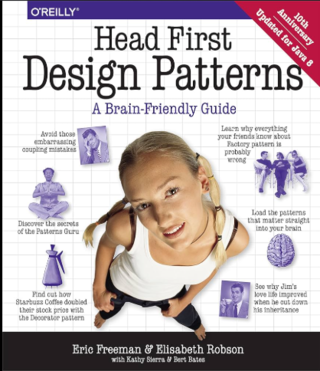 O'REILLY®
10th
Anniversary
Updated for Java 8
Head First
Design Patterns
A Brain-Friendly Guide
Avoid those
embarrassing
coupling mistakes
Learn why everything
your friends know about
Factory pattern is
probably
wrong
Discover the secrets
of the Patterns Guru
Load the patterns
that matter straight
into your brain
Find out how
Starbuzz Coffee doubled
their stock price with
the Decorator pattern
See why Jim's
love life improved
when he cut down
his inheritance
Eric Freeman & Elisabeth Robson
with Kathy Sierra & Bert Bates